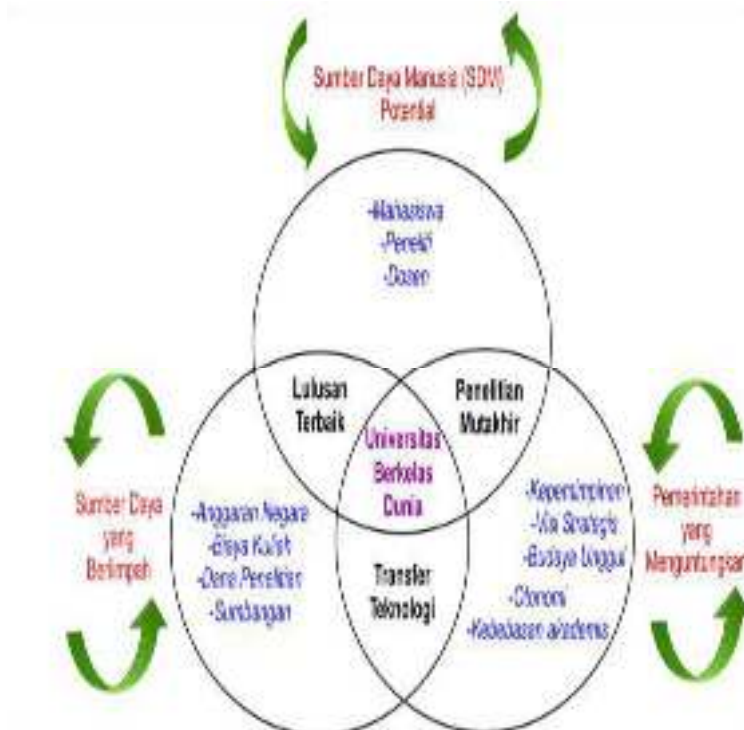 Sumber Daya Manusia (SDM)
Potential
-Mahasiswa
-Peneliti
-Dosen
Lulusan
Terbaik
Penelitian
Mutakhir
Universitas
Berkelas
Dunia
Sumber Daya
yang
Berlimpah
-Anggaran Negara
-Biaya Kuliah
-Dana Penelitian
-Sumbangan
Transfer
Teknologi
-Kepemimpinan
-Visi Strategis
-Budaya Unggul
-Otonomi
-Kebebasan akademis
Pemerintahan
yang
Menguntungkan